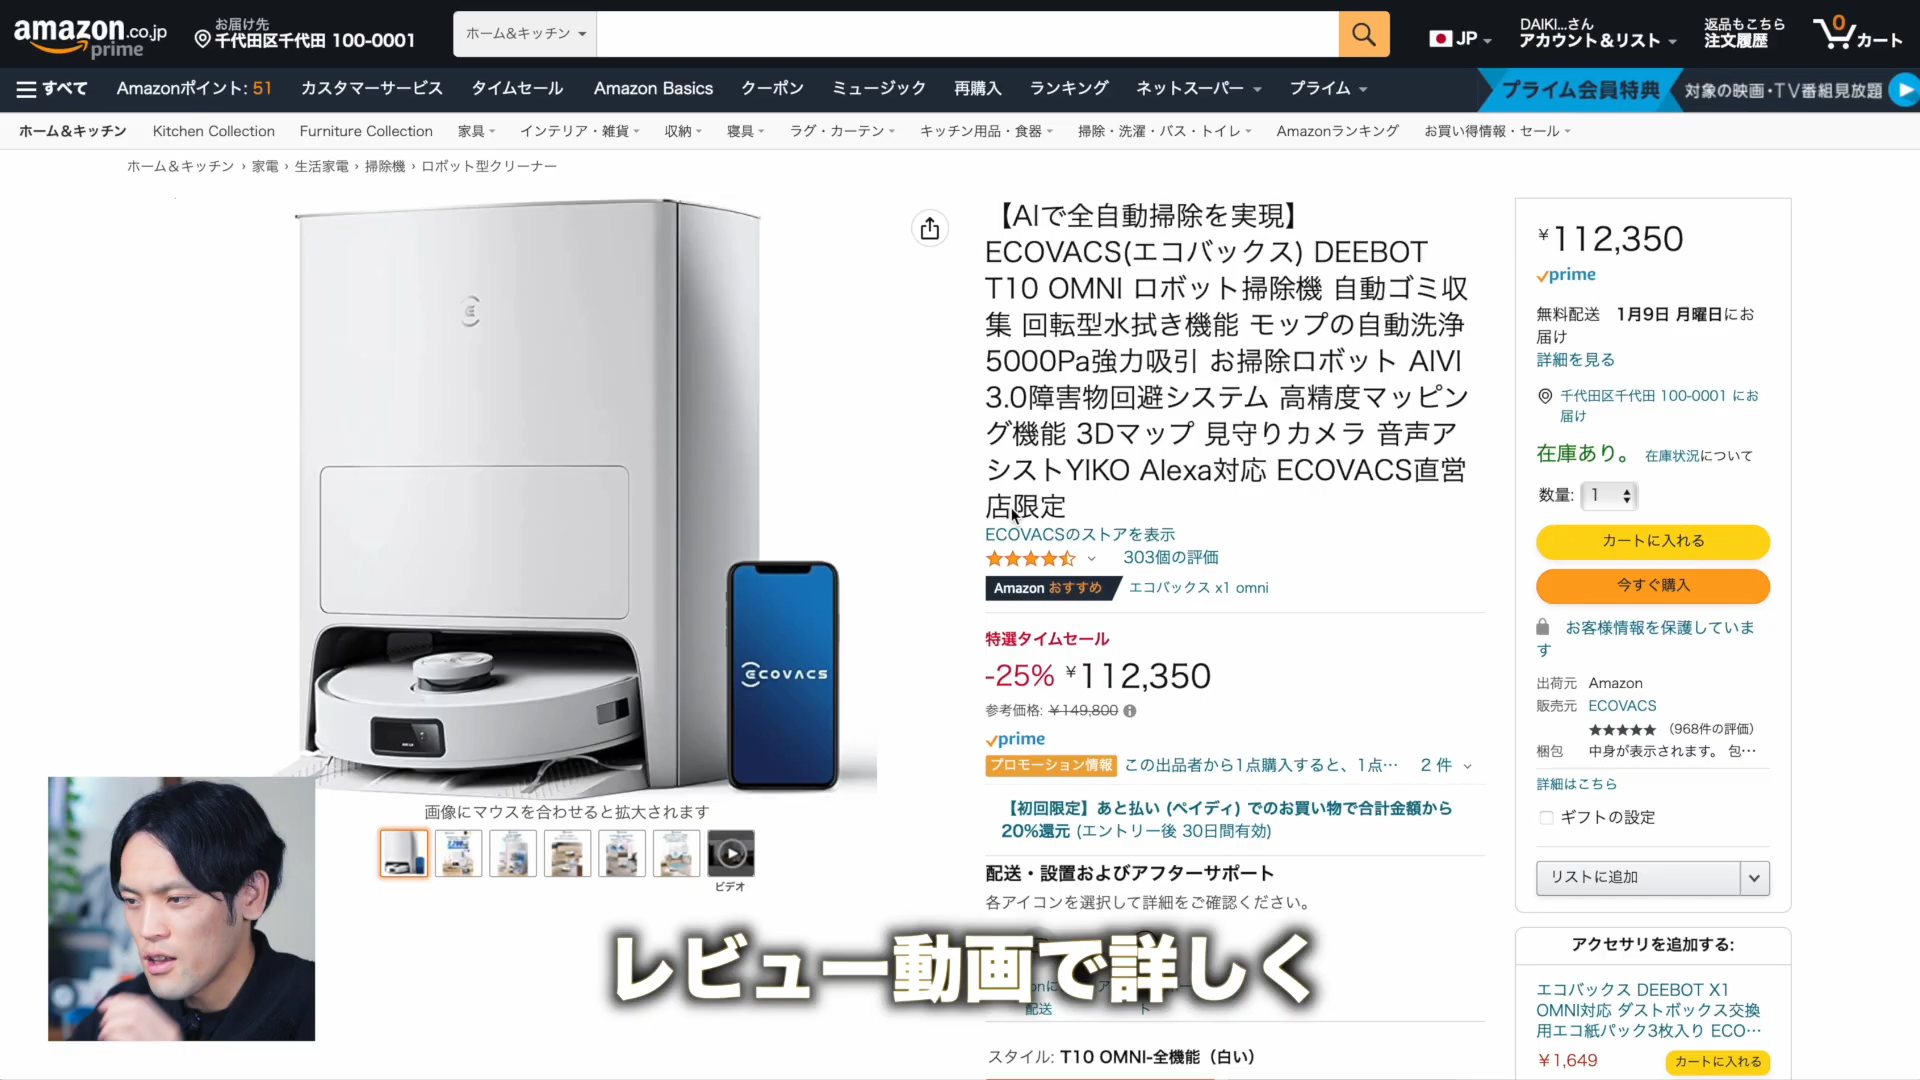 amazon.co.jp
prime
お届け先
千代田区千代田 100-0001
ホーム&キッチン
JP
DAIKI...さん
アカウント&リスト
返品もこちら
注文履歴
0
カート
すべて
Amazonポイント: 51
カスタマーサービス
タイムセール
Amazon Basics
クーポン
ミュージック
再購入
ランキング
ネットスーパー
プライム
プライム会員特典
対象の映画・TV番組見放題
ホーム&キッチン
Kitchen Collection
Furniture Collection
家具
インテリア・雑貨
収納
寝具
ラグ・カーテン
キッチン用品・食器
掃除・洗濯・バス・トイレ
Amazonランキング
お買い得情報・セール
ホーム&キッチン › 家電 › 生活家電 › 掃除機 › ロボット型クリーナー
ECOVACS
画像にマウスを合わせると拡大されます
ビデオ
【AIで全自動掃除を実現】
ECOVACS(エコバックス) DEEBOT
T10 OMNI ロボット掃除機 自動ゴミ収
集 回転型水拭き機能 モップの自動洗浄
5000Pa強力吸引 お掃除ロボット AIVI
3.0障害物回避システム 高精度マッピン
グ機能 3Dマップ 見守りカメラ 音声ア
シストYIKO Alexa対応 ECOVACS直営
店限定
ECOVACSのストアを表示
303個の評価
Amazon おすすめ
エコバックス x1 omni
特選タイムセール
-25% ¥112,350
参考価格: ¥149,800
prime
プロモーション情報 この出品者から1点購入すると、1点… 2 件
【初回限定】あと払い (ペイディ) でのお買い物で合計金額から
20%還元 (エントリー後 30日間有効)
配送・設置およびアフターサポート
各アイコンを選択して詳細をご確認ください。
レビュー動画で詳しく
配送
ト
スタイル: T10 OMNI-全機能（白い）
¥112,350
prime
無料配送 1月9日 月曜日にお
届け
詳細を見る
千代田区千代田 100-0001 にお
届け
在庫あり。 在庫状況について
数量: 1
カートに入れる
今すぐ購入
お客様情報を保護していま
す
出荷元 Amazon
販売元 ECOVACS
★★★★★ （968件の評価）
梱包 中身が表示されます。 包…
詳細はこちら
ギフトの設定
リストに追加
アクセサリを追加する:
エコバックス DEEBOT X1
OMNI対応 ダストボックス交換
用エコ紙パック3枚入り ECO…
¥1,649
カートに入れる